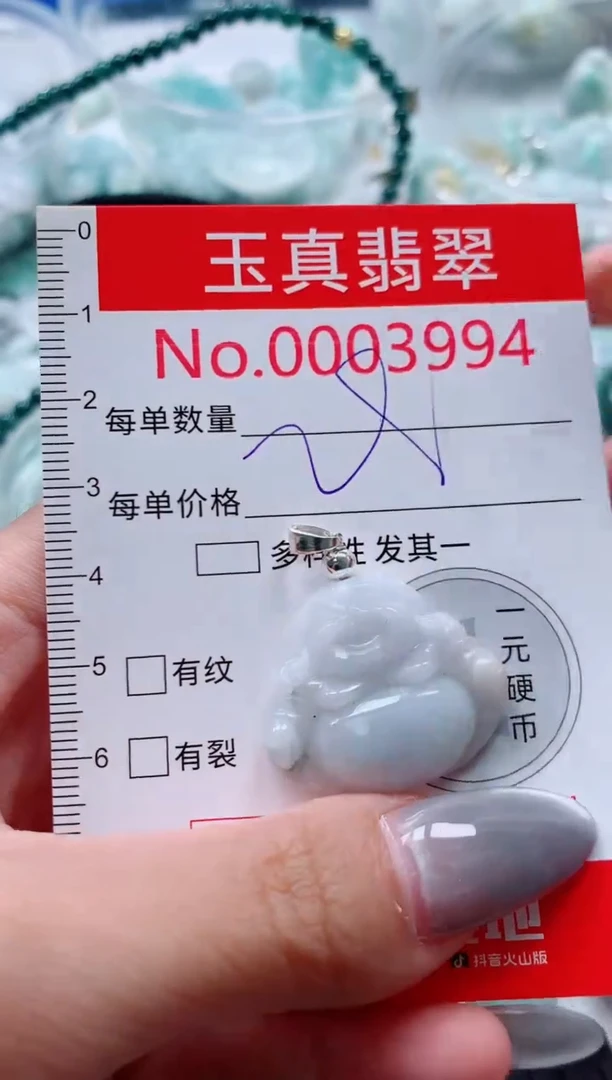 0
玉真翡翠
1
No.0003994
2
每单数量
3
每单价格
多样性 发其一
4
一元硬币
5
有纹
6
有裂
抖音火山版